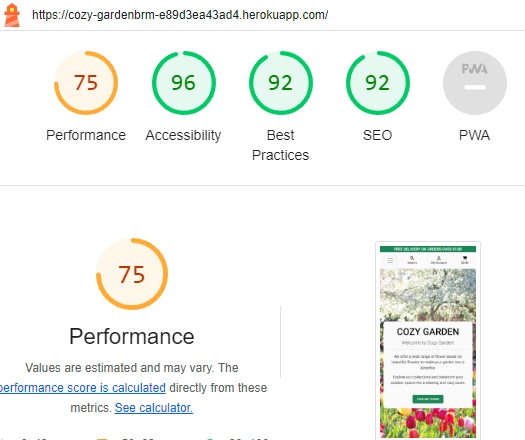 https://cozy-gardenbrm-e89d3ea43ad4.herokuapp.com/
75
96
92
92
PWA
Performance
Accessibility
Best
Practices
SEO
PWA
75
Performance
Values are estimated and may vary. The
performance score is calculated directly from these
metrics. See calculator.
FREE DELIVERY ON ORDERS OVER
Search
My Account
COZY GARDEN
Welcome to Cozy Garden!
We offer a wide range of flower seeds for
beautiful flowers to make your garden into a
paradise.
Explore our collections and transform your
outdoor space into a relaxing and cozy oasis.